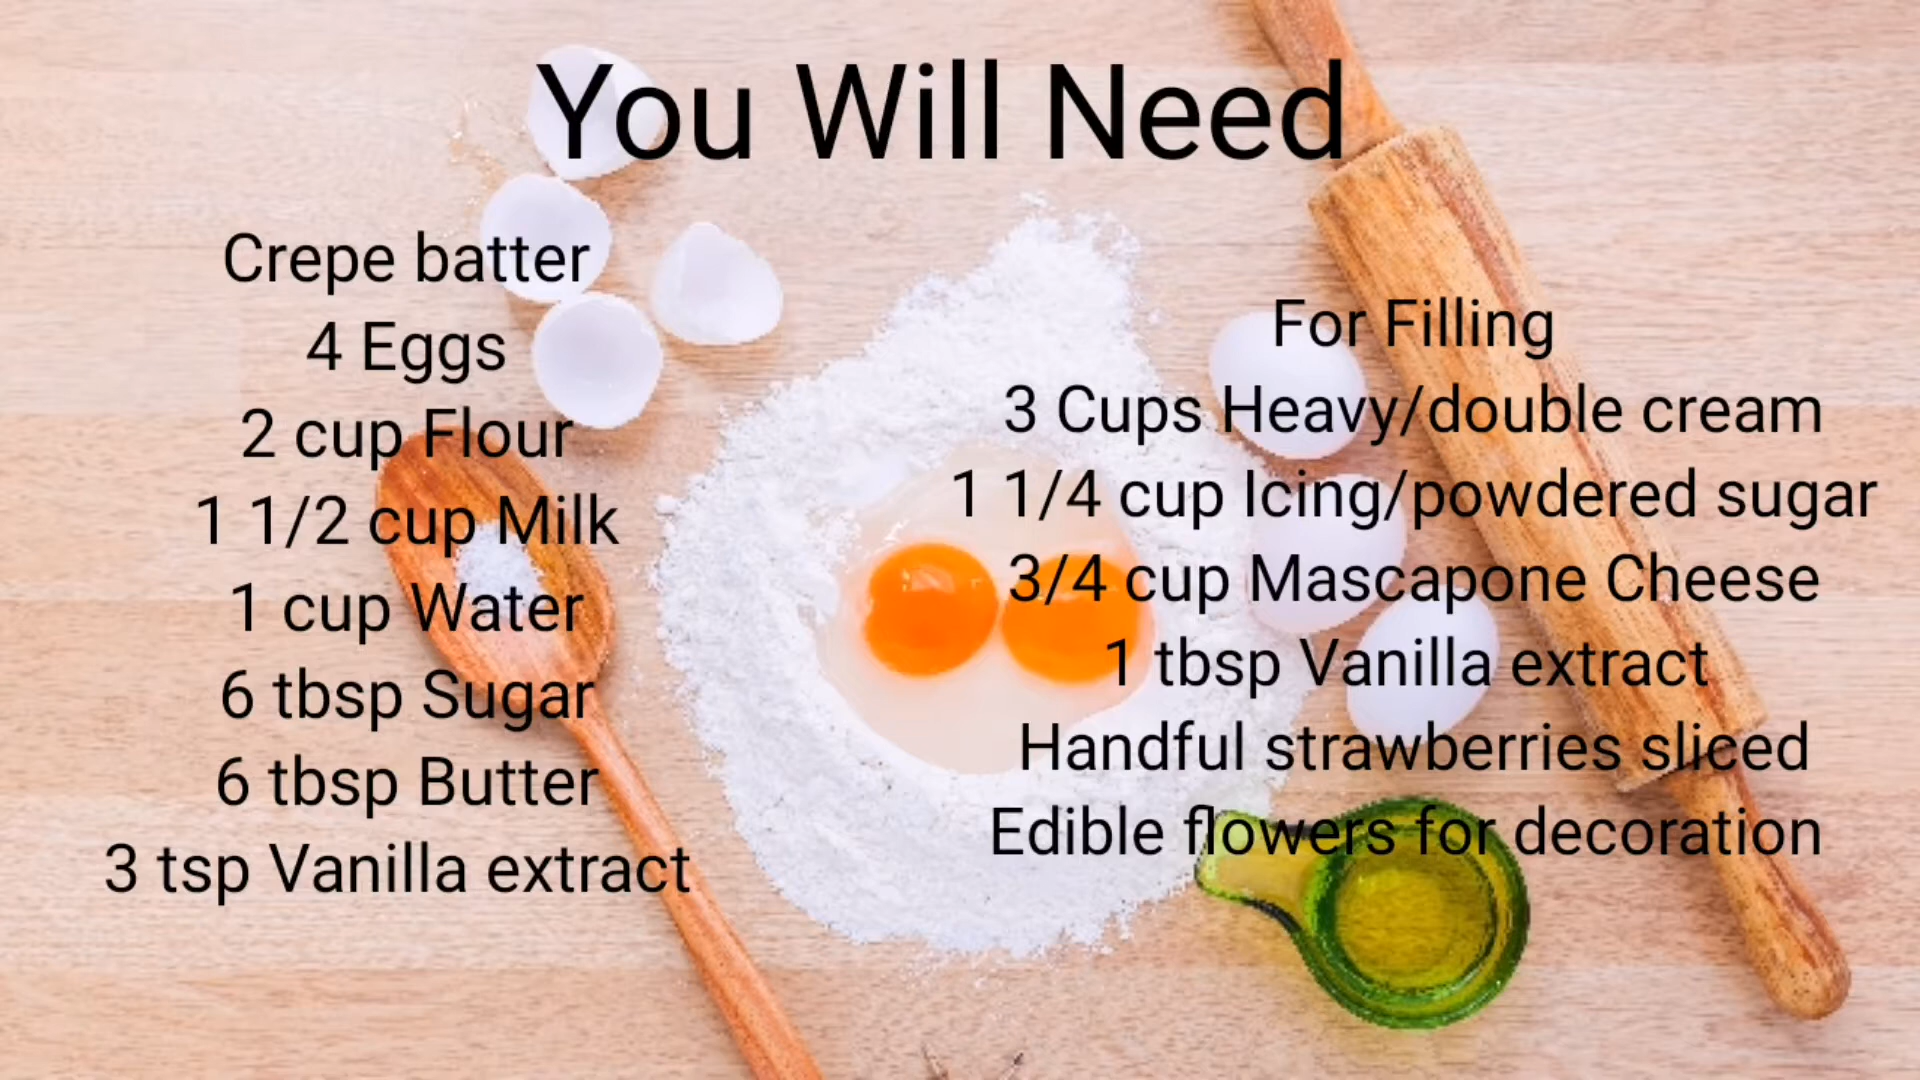 You Will Need
Crepe batter
4 Eggs
2 cup Flour
1 1/2 cup Milk
1 cup Water
6 tbsp Sugar
6 tbsp Butter
3 tsp Vanilla extract
For Filling
3 Cups Heavy/double cream
1 1/4 cup Icing/powdered sugar
3/4 cup Mascapone Cheese
1 tbsp Vanilla extract
Handful strawberries sliced
Edible flowers for decoration